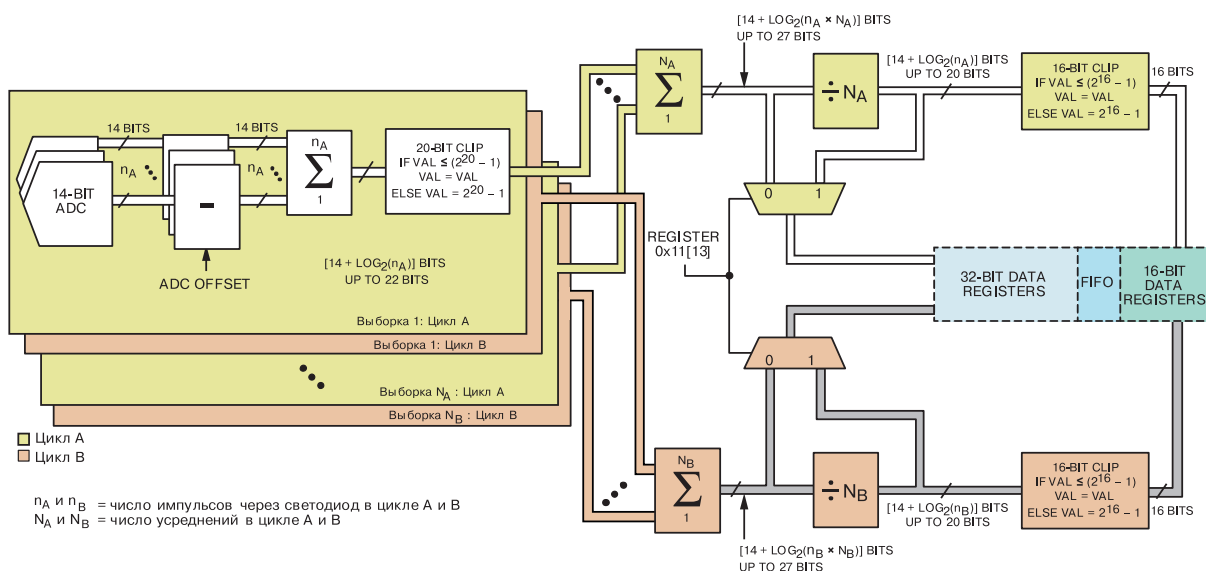 [14 + LOG2(nA × NA)] BITS
UP TO 27 BITS
[14 + LOG2(nA)] BITS
UP TO 20 BITS
14 BITS
14 BITS
nA
nA
14-BIT
ADC
-
ADC OFFSET
nA
Σ
1
20-BIT CLIP
IF VAL ≤ (2^20 – 1)
VAL = VAL
ELSE VAL = 2^20 – 1
[14 + LOG2(nA)] BITS
UP TO 22 BITS
Выборка 1: Цикл A
Выборка 1: Цикл B
Выборка NA : Цикл A
Выборка NB : Цикл B
NA
Σ
1
÷ NA
16-BIT CLIP
IF VAL ≤ (2^16 – 1)
VAL = VAL
ELSE VAL = 2^16 – 1
16 BITS
0 1
REGISTER
0x11[13]
32-BIT DATA
REGISTERS
FIFO
16-BIT
DATA
REGISTERS
0 1
NB
Σ
1
÷ NB
16-BIT CLIP
IF VAL ≤ (2^16 – 1)
VAL = VAL
ELSE VAL = 2^16 – 1
16 BITS
[14 + LOG2(nB)] BITS
UP TO 20 BITS
[14 + LOG2(nB × NB)] BITS
UP TO 27 BITS
Цикл A
Цикл B
nA и nB = число импульсов через светодиод в цикле A и B
NA и NB = число усреднений в цикле A и B